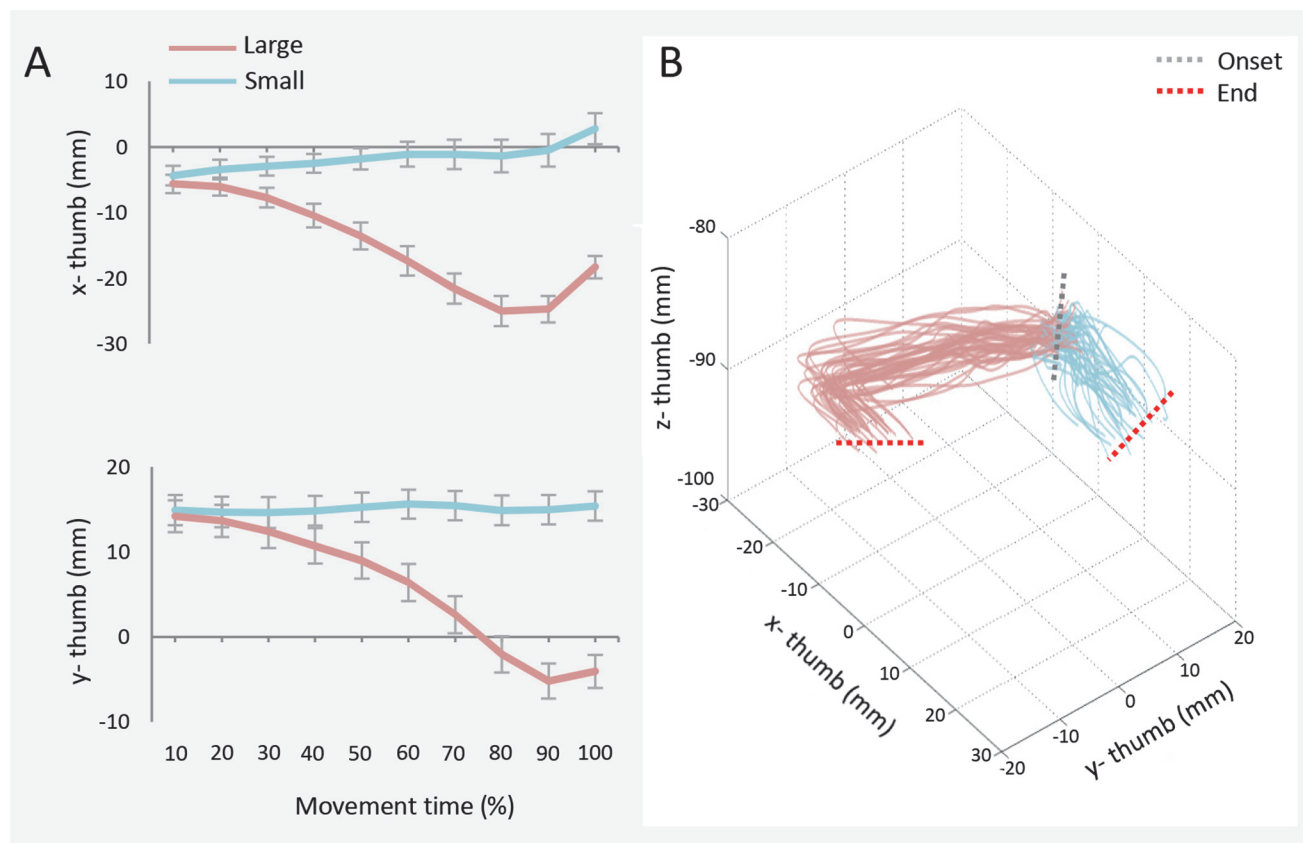 A
Large
Small
10
0
-10
-20
-30
x- thumb (mm)
20
10
0
-10
y- thumb (mm)
10 20 30 40 50 60 70 80 90 100
Movement time (%)
B
Onset
End
-80
-90
-100
z- thumb (mm)
-30
-20
-10
0
10
20
30
x- thumb (mm)
-20
-10
0
10
20
y- thumb (mm)